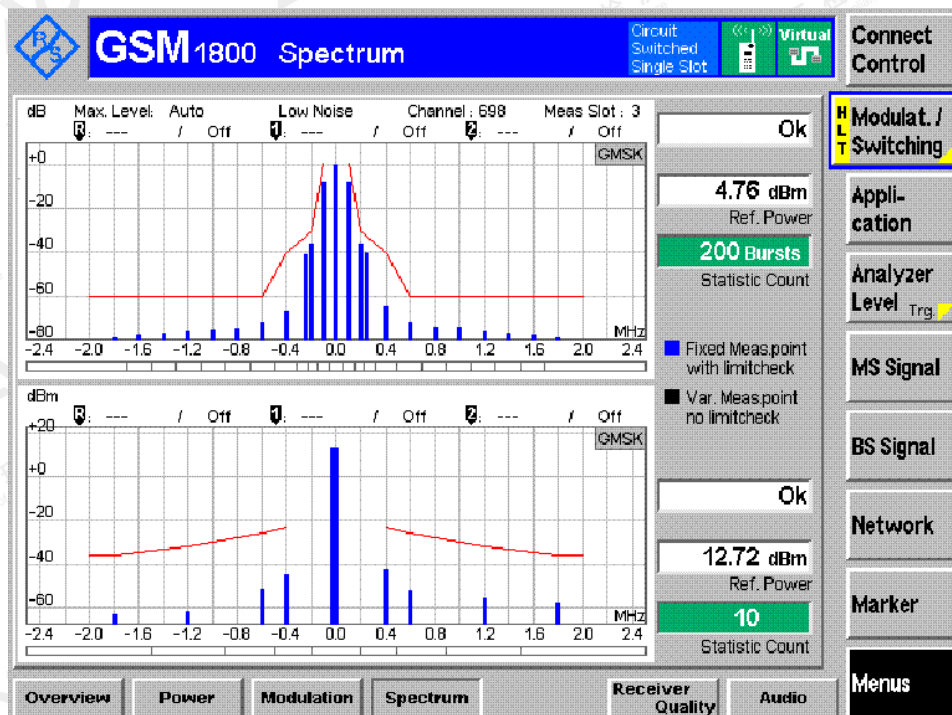 R&S
GSM 1800 Spectrum
Circuit Switched Single Slot
Virtual
Connect Control
dB Max. Level: Auto Low Noise Channel : 698 Meas Slot : 3
R: --- / Off 1: --- / Off 2: --- / Off
GMSK
+0
-20
-40
-60
-80
MHz
-2.4 -2.0 -1.6 -1.2 -0.8 -0.4 0.0 0.4 0.8 1.2 1.6 2.0 2.4
Ok
4.76 dBm
Ref. Power
200 Bursts
Statistic Count
Fixed Meas.point
with limitcheck
Var. Meas.point
no limitcheck
dBm
R: --- / Off 1: --- / Off 2: --- / Off
GMSK
+20
+0
-20
-40
-60
MHz
-2.4 -2.0 -1.6 -1.2 -0.8 -0.4 0.0 0.4 0.8 1.2 1.6 2.0 2.4
Ok
12.72 dBm
Ref. Power
10
Statistic Count
HLT
Modulat. / Switching
Appli-
cation
Analyzer
Level Trg.
MS Signal
BS Signal
Network
Marker
Menus
Overview Power Modulation Spectrum Receiver Quality Audio